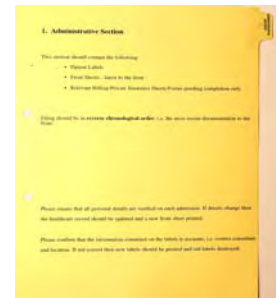 1. Administrative Section
This section should contain the following:
• Patient Labels
• Front Sheets - latest to the front
• Relevant Billing/Private Insurance Sheets/Forms pending completion only
Filing should be in reverse chronological order, i.e. the most recent documentation to the
front.
Please ensure that all personal details are verified on each admission. If details change then
the healthcare record should be updated and a new front sheet printed.
Please confirm that the information contained on the labels is accurate, i.e. correct consultant
and location. If not correct then new labels should be printed and old labels destroyed.